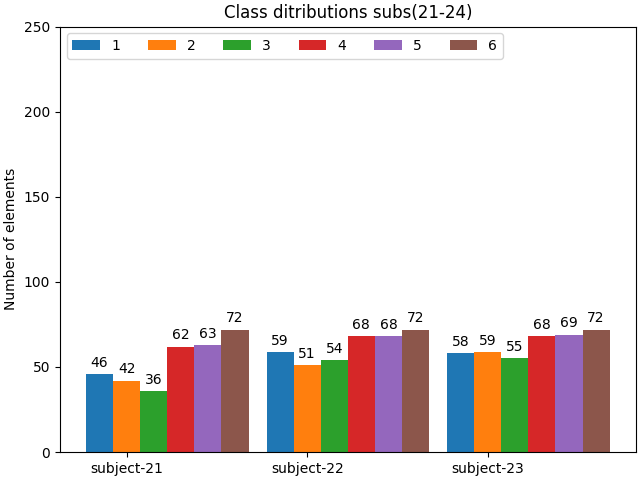 Class ditributions subs(21-24)
1 2 3 4 5 6
Number of elements
250
200
150
100
50
0
46 42 36 62 63 72
59 51 54 68 68 72
58 59 55 68 69 72
subject-21 subject-22 subject-23